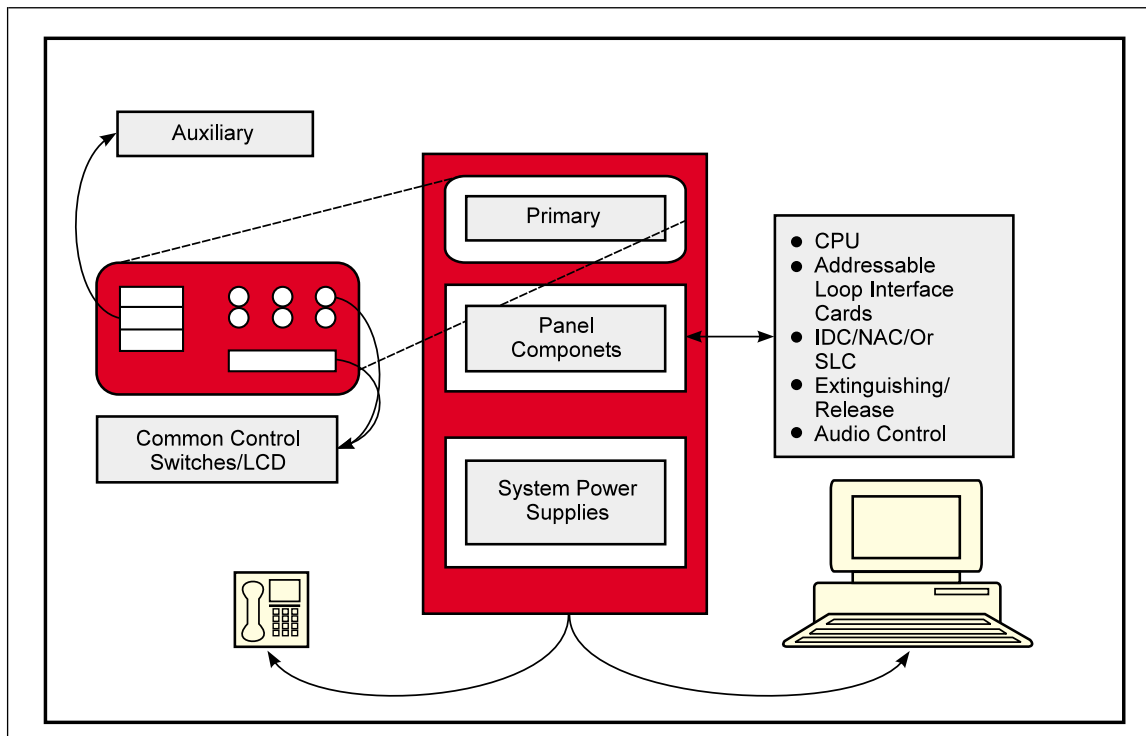 Auxiliary
Primary
CPU
Addressable
Loop Interface
Cards
IDC/NAC/Or
SLC
Extinguishing/
Release
Audio Control
Panel
Componets
Common Control
Switches/LCD
System Power
Supplies